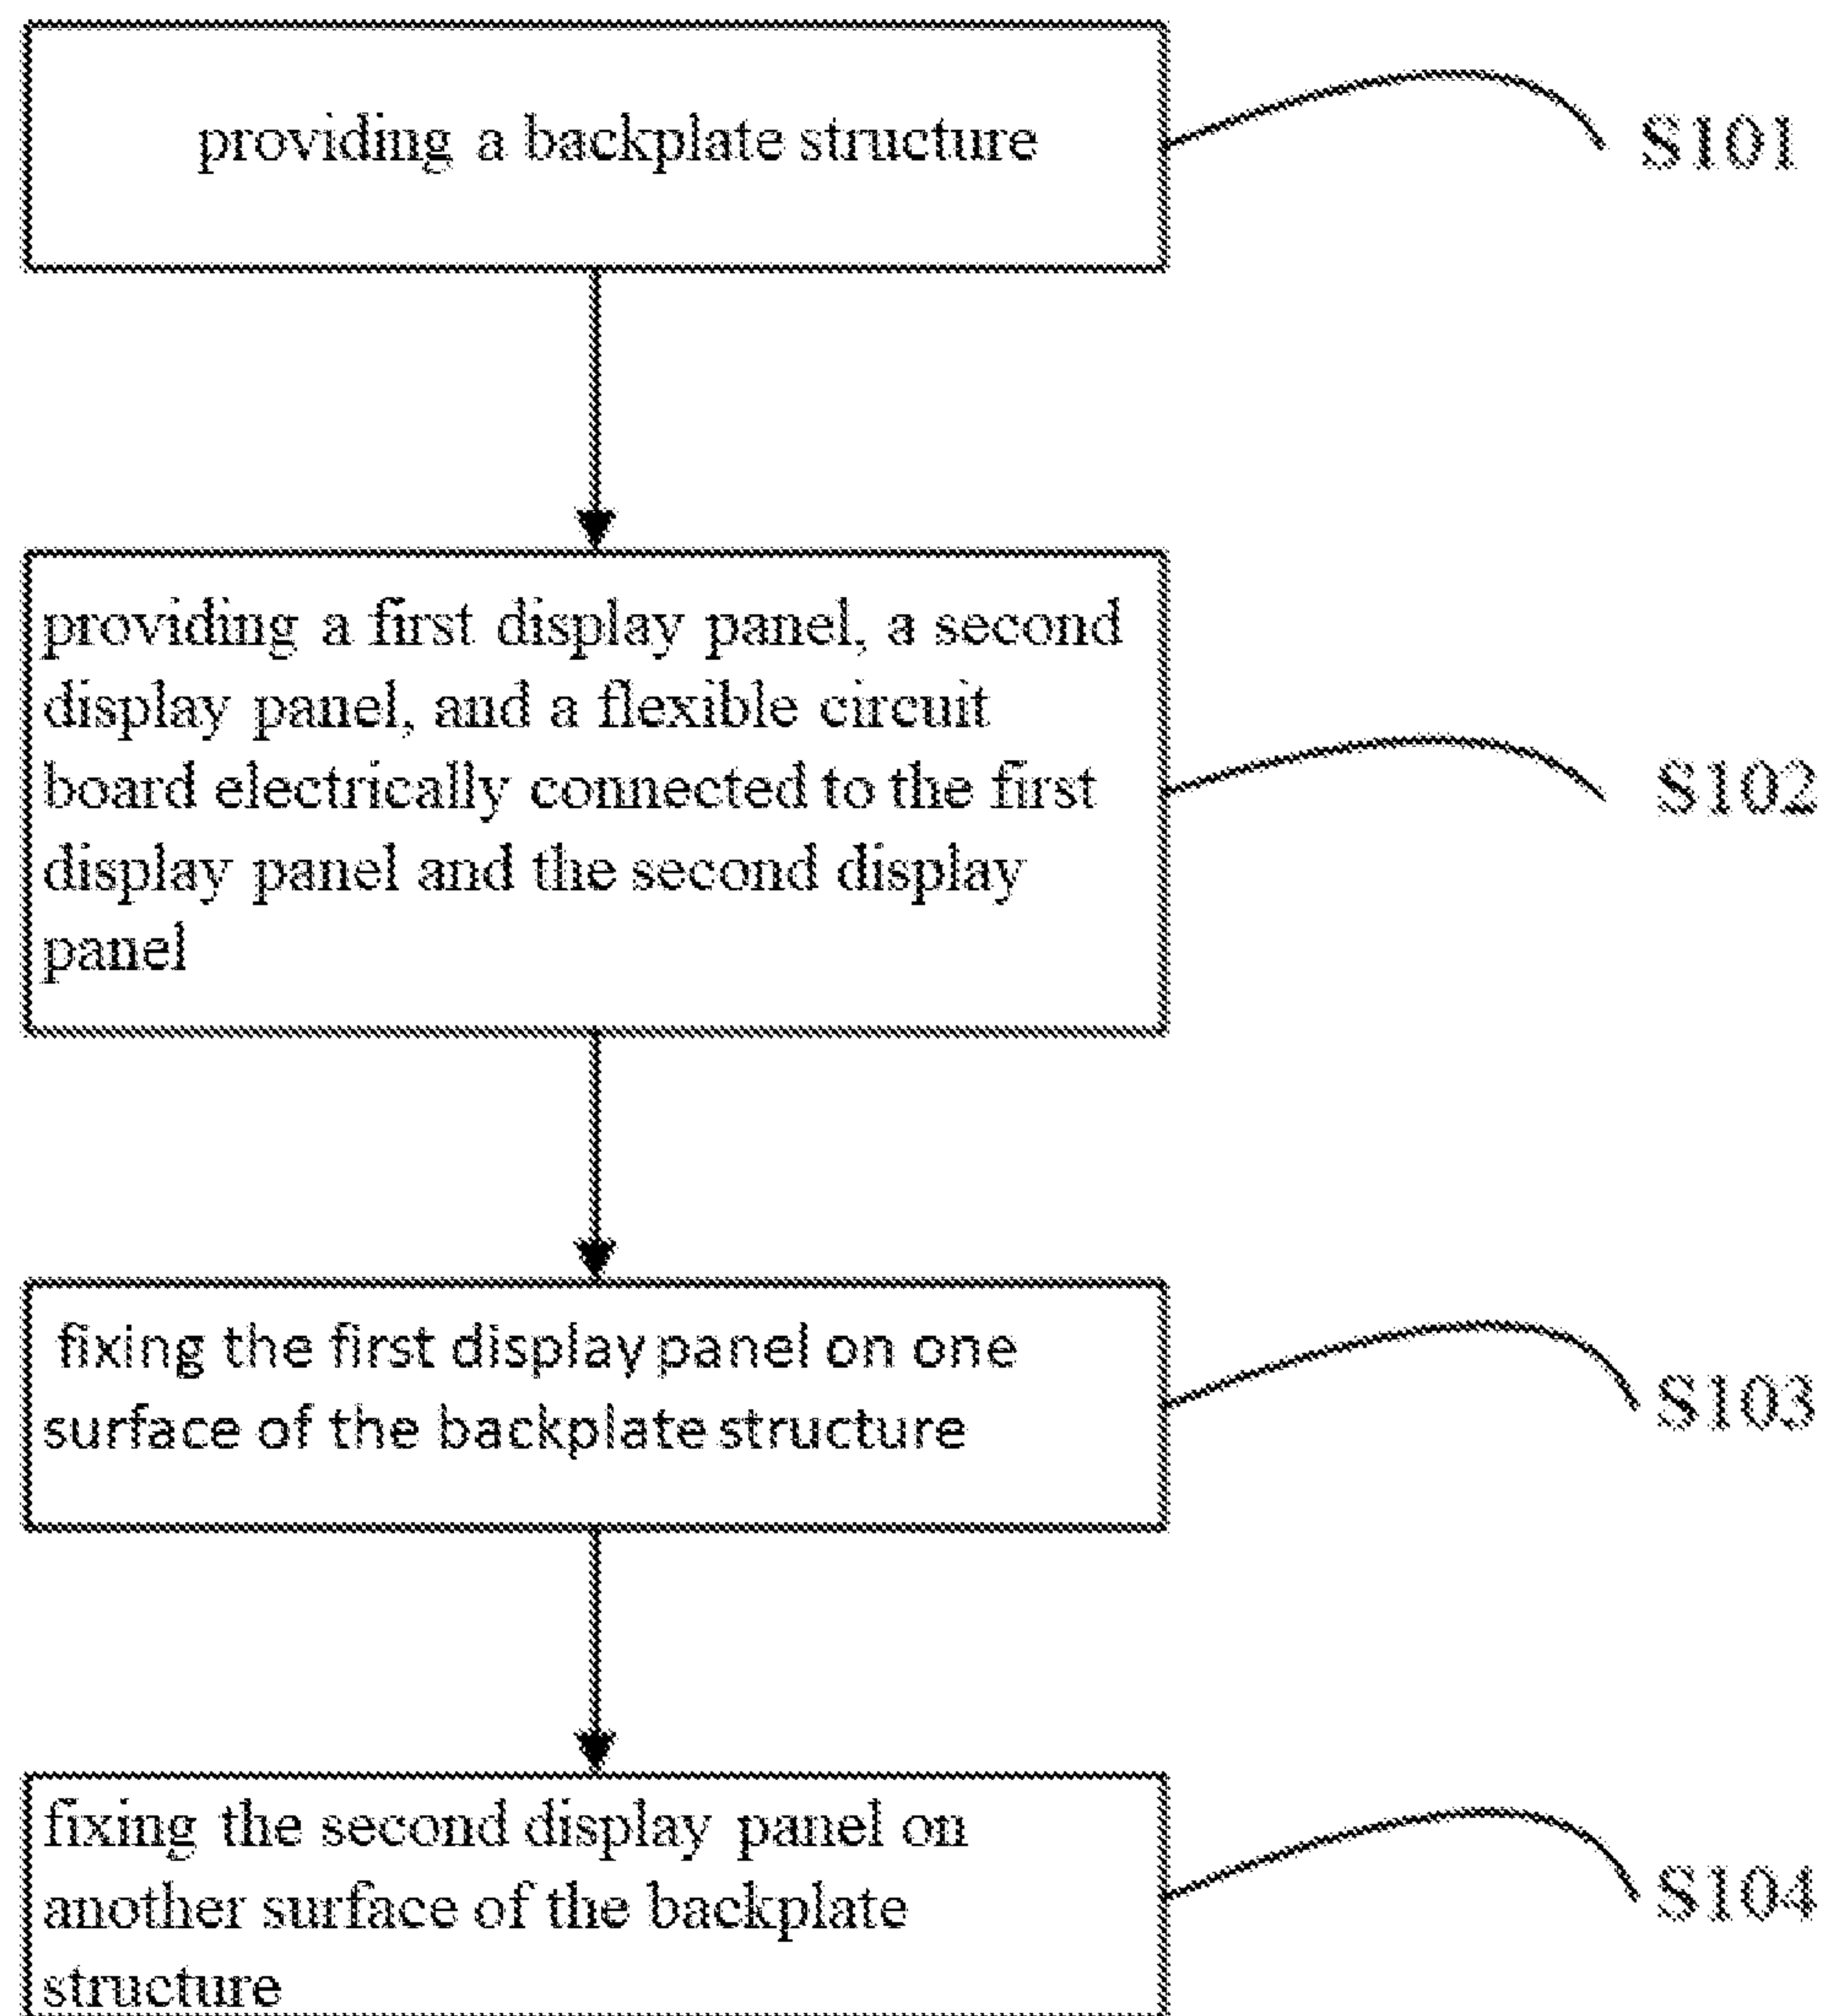 providing a backplate structure
S101
providing a first display panel, a second
display panel, and a flexible circuit
board electrically connected to the first
display panel and the second display
panel
S102
fixing the first display panel on one
surface of the backplate structure
S103
fixing the second display panel on
another surface of the backplate
structure
S104